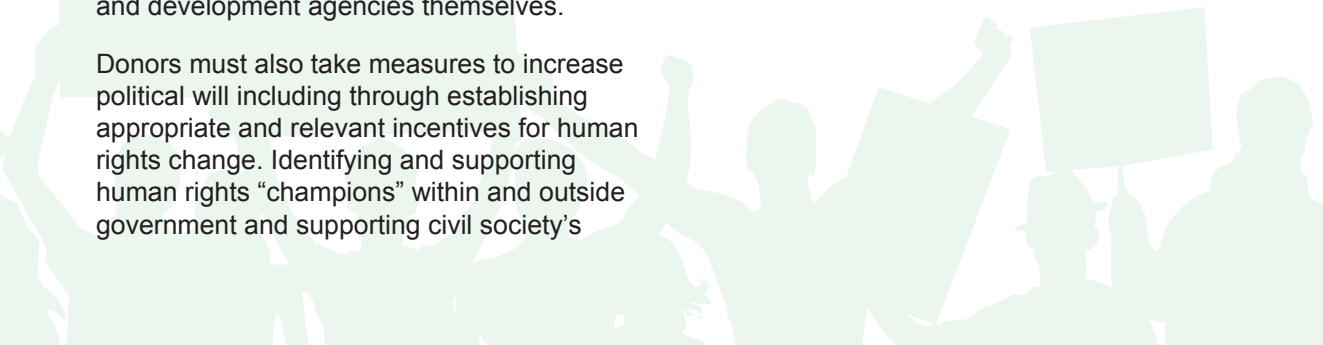 and development agencies themselves.
Donors must also take measures to increase
political will including through establishing
appropriate and relevant incentives for human
rights change. Identifying and supporting
human rights “champions” within and outside
government and supporting civil society’s